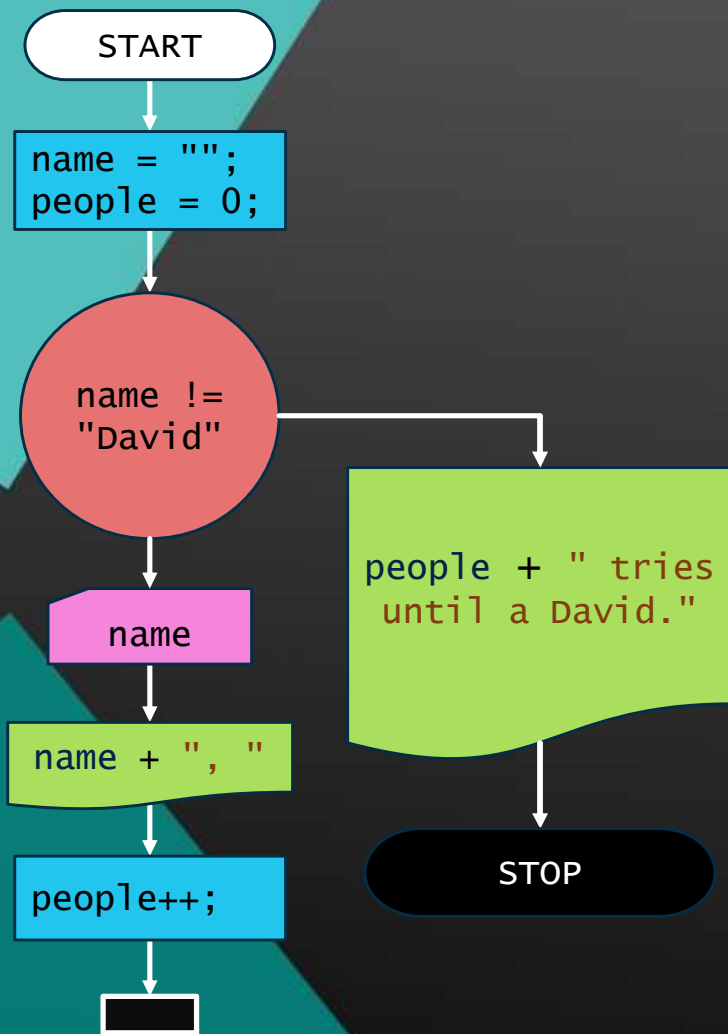 START
name = "";
people = 0;
name !=
"David"
name
name + ", "
people++;
people + " tries
until a David."
STOP